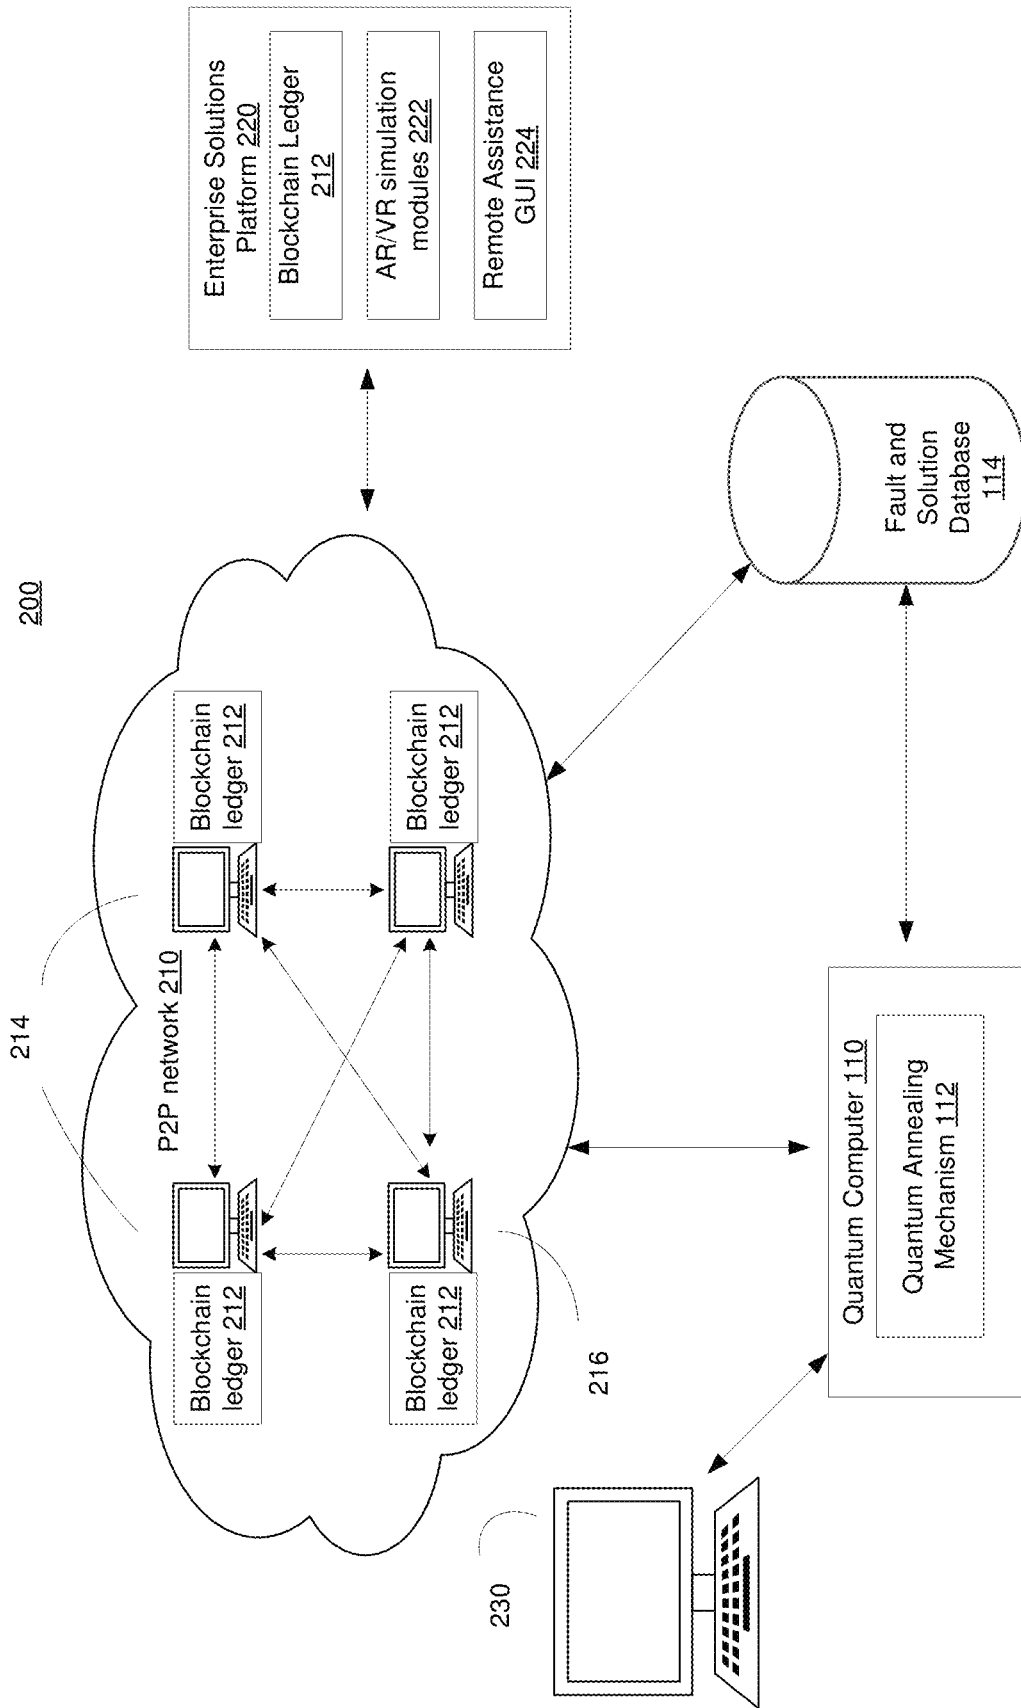 200
214
P2P network 210
Blockchain
ledger 212
Blockchain
ledger 212
Blockchain
ledger 212
Blockchain
ledger 212
216
Enterprise Solutions
Platform 220
Blockchain Ledger
212
AR/VR simulation
modules 222
Remote Assistance
GUI 224
230
Quantum Computer 110
Quantum Annealing
Mechanism 112
Fault and
Solution
Database
114